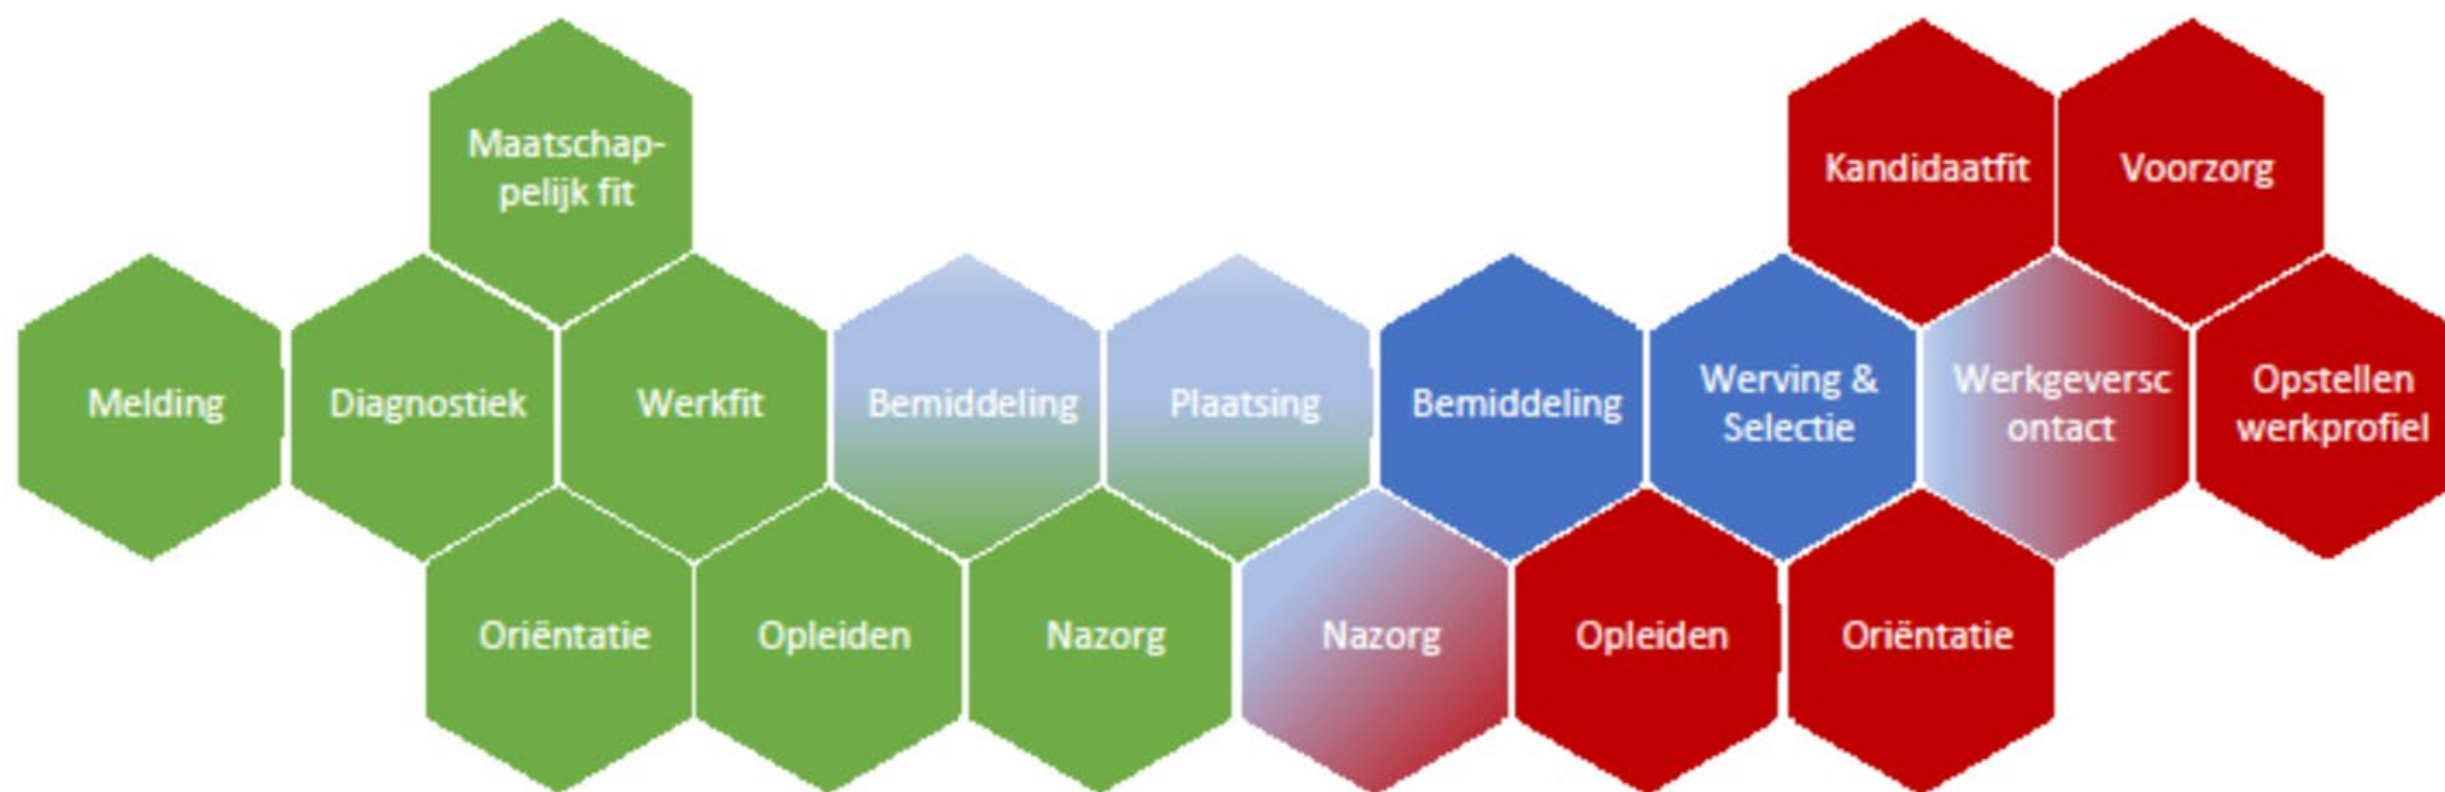 Maatschap-
pelijk fit
Kandidaatfit
Voorzorg
Melding
Diagnostiek
Werkfit
Bemiddeling
Plaatsing
Bemiddeling
Werving &
Selectie
Werkgeversc
ontact
Opstellen
werkprofiel
Oriëntatie
Opleiden
Nazorg
Nazorg
Opleiden
Oriëntatie